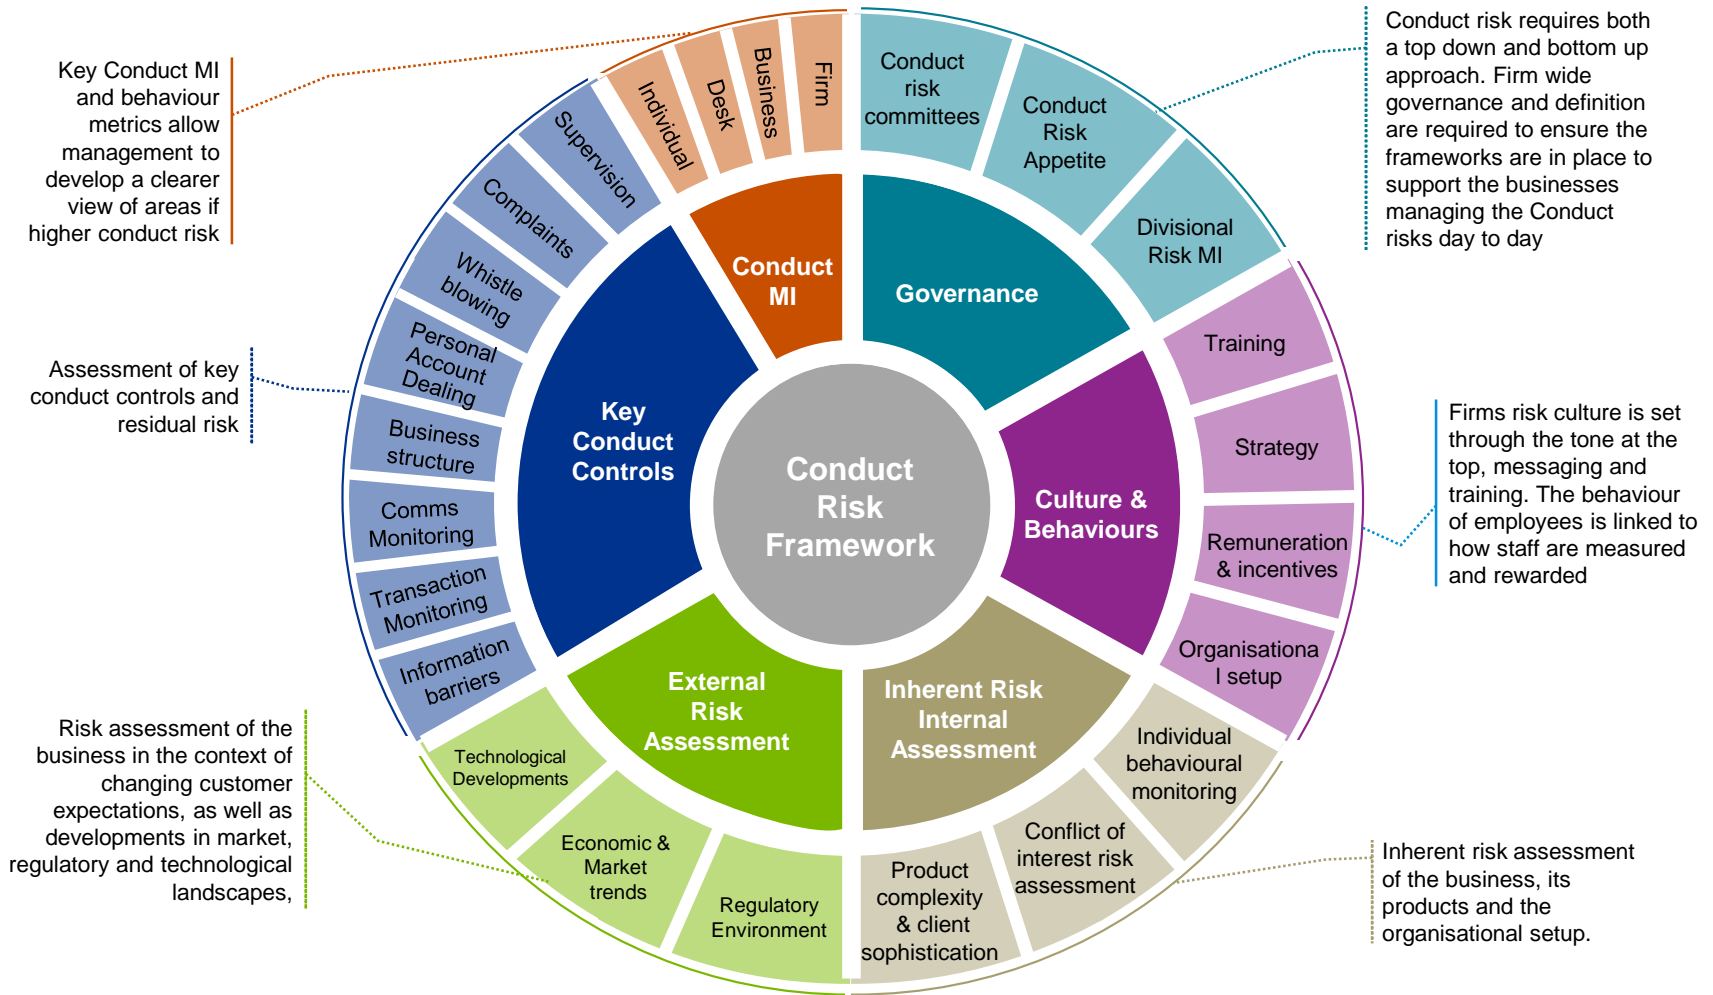 Key Conduct MI
and behaviour
metrics allow
management to
develop a clearer
view of areas if
higher conduct risk
Assessment of key
conduct controls and
residual risk
Risk assessment of the
business in the context of
changing customer
expectations, as well as
developments in market,
regulatory and technological
landscapes,
Conduct risk requires both
a top down and bottom up
approach. Firm wide
governance and definition
are required to ensure the
frameworks are in place to
support the businesses
managing the Conduct
risks day to day
Firms risk culture is set
through the tone at the
top, messaging and
training. The behaviour
of employees is linked to
how staff are measured
and rewarded
Inherent risk assessment
of the business, its
products and the
organisational setup.
Conduct
Risk
Framework
Conduct
MI
Individual
Desk
Business
Firm
Governance
Conduct
risk
committees
Conduct
Risk
Appetite
Divisional
Risk MI
Culture &
Behaviours
Training
Strategy
Remuneration
& incentives
Organisationa
l setup
Inherent Risk
Internal
Assessment
Individual
behavioural
monitoring
Conflict of
interest risk
assessment
Product
complexity
& client
sophistication
External
Risk
Assessment
Regulatory
Environment
Economic &
Market
trends
Technological
Developments
Key
Conduct
Controls
Information
barriers
Transaction
Monitoring
Comms
Monitoring
Business
structure
Personal
Account
Dealing
Whistle
blowing
Complaints
Supervision